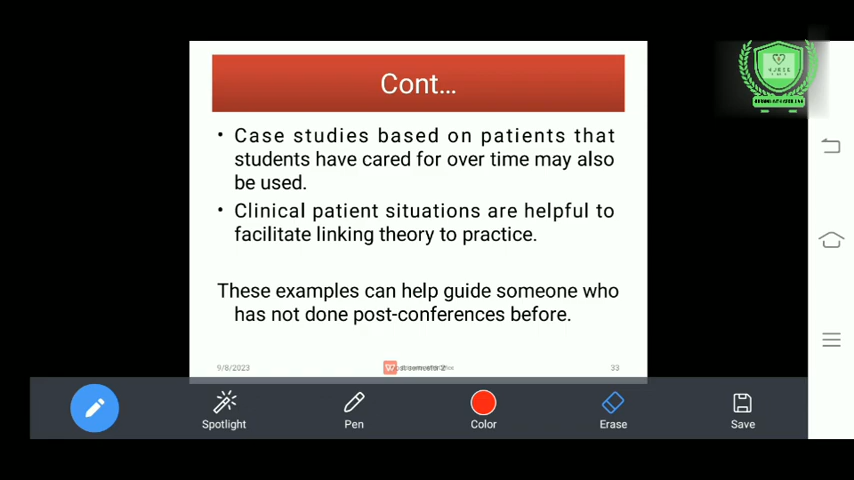 Cont...
• Case studies based on patients that
students have cared for over time may also
be used.
• Clinical patient situations are helpful to
facilitate linking theory to practice.
These examples can help guide someone who
has not done post-conferences before.
9/8/2023
33
Spotlight
Pen
Color
Erase
Save